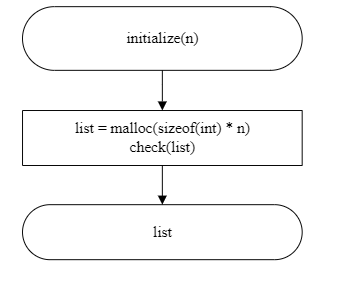 initialize(n)
list = malloc(sizeof(int) * n)
check(list)
list